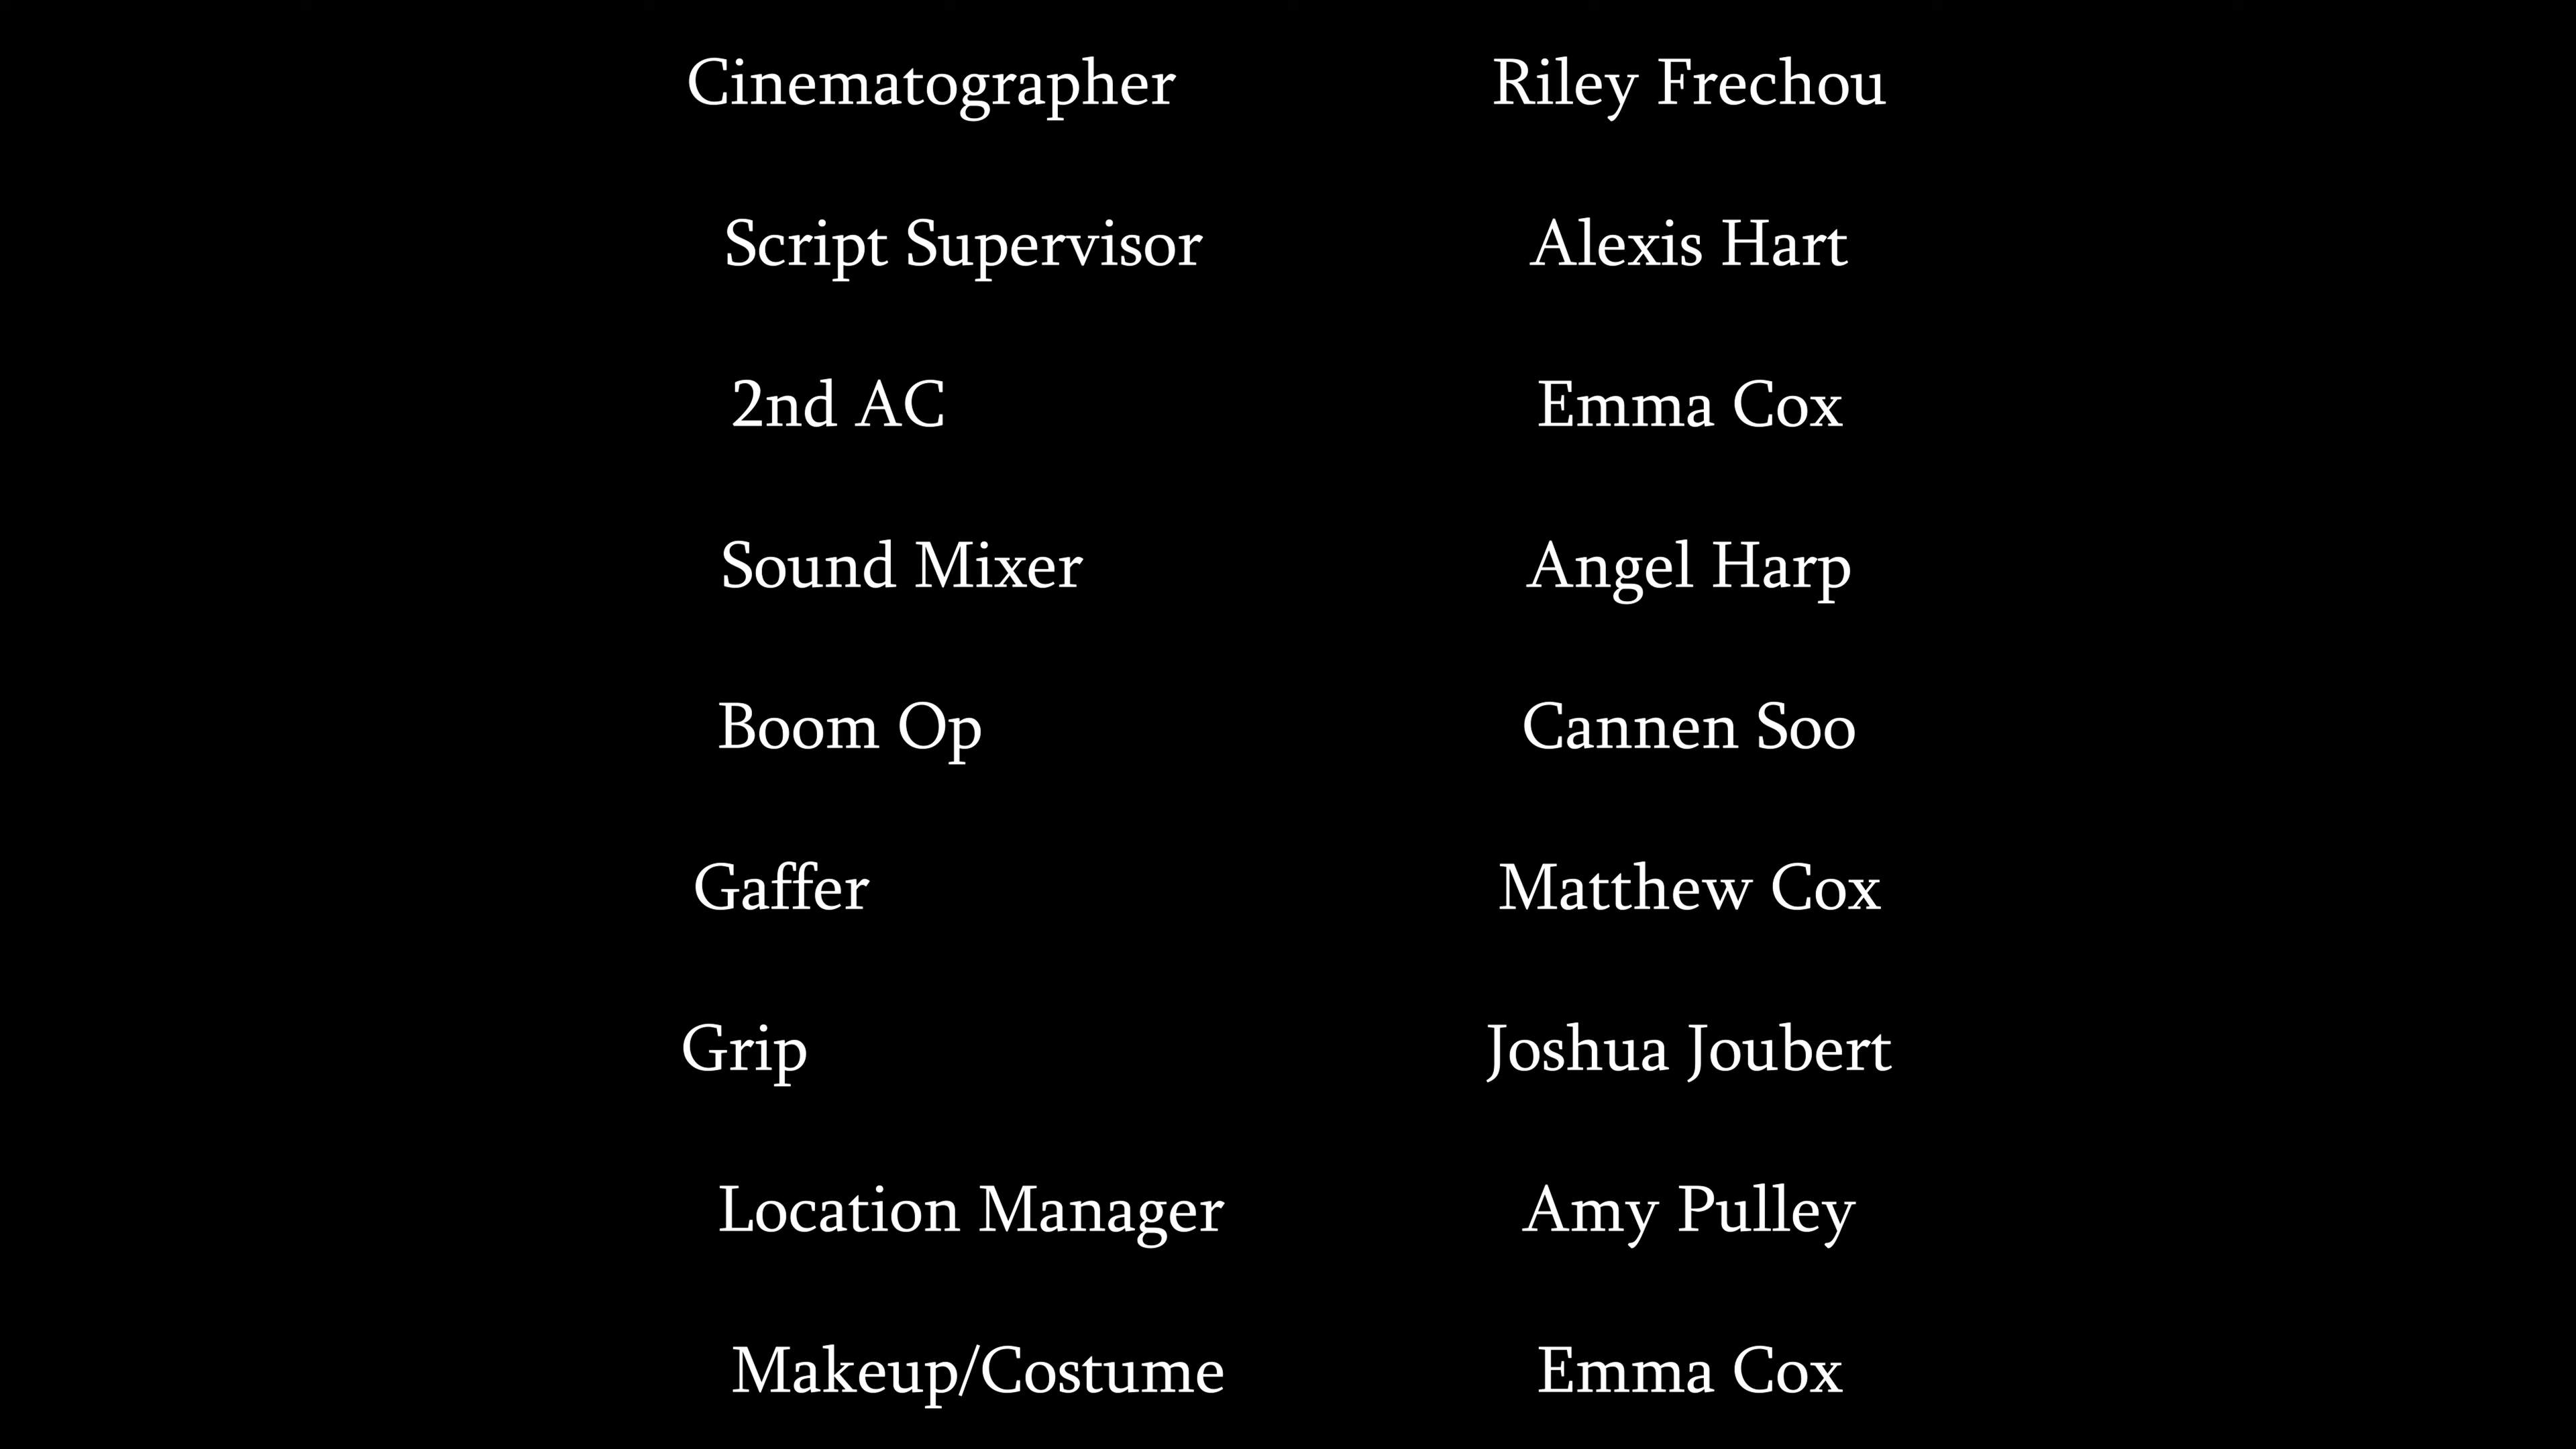 Cinematographer Riley Frechou
Script Supervisor Alexis Hart
2nd AC Emma Cox
Sound Mixer Angel Harp
Boom Op Cannen Soo
Gaffer Matthew Cox
Grip Joshua Joubert
Location Manager Amy Pulley
Makeup/Costume Emma Cox